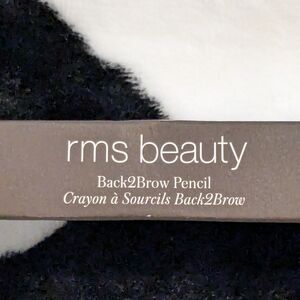 rms beauty
Back2Brow Pencil
Crayon à Sourcils Back2Brow